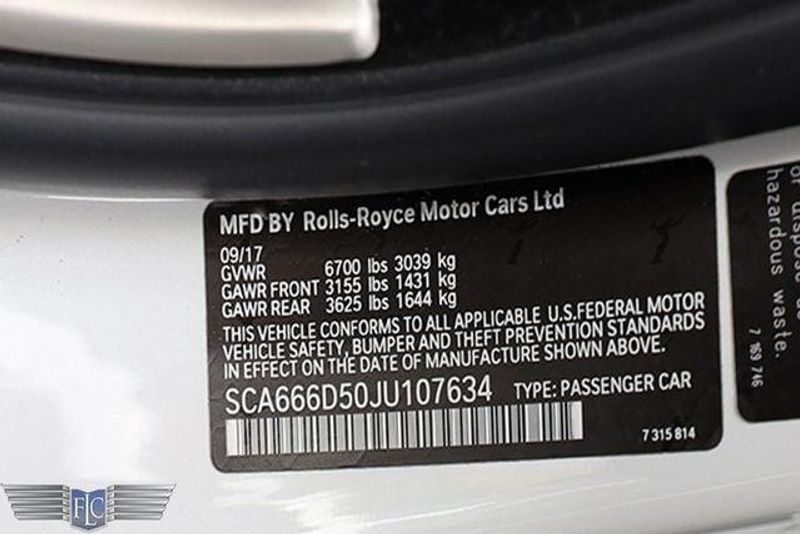 MFD BY Rolls-Royce Motor Cars Ltd
09/17
GVWR 6700 lbs 3039 kg
GAWR FRONT 3155 lbs 1431 kg
GAWR REAR 3625 lbs 1644 kg
THIS VEHICLE CONFORMS TO ALL APPLICABLE U.S.FEDERAL MOTOR
VEHICLE SAFETY, BUMPER AND THEFT PREVENTION STANDARDS
IN EFFECT ON THE DATE OF MANUFACTURE SHOWN ABOVE.
SCA666D50JU107634 TYPE: PASSENGER CAR
7 315 814
or dispose
hazardous waste.
7 169 746
FLC